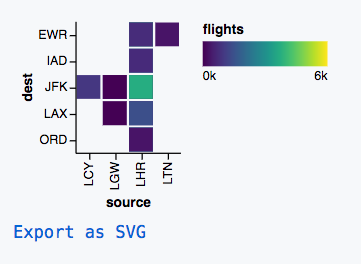 flights
0k 6k
dest
EWR
IAD
JFK
LAX
ORD
LCY
LGW
LHR
LTN
source
Export as SVG